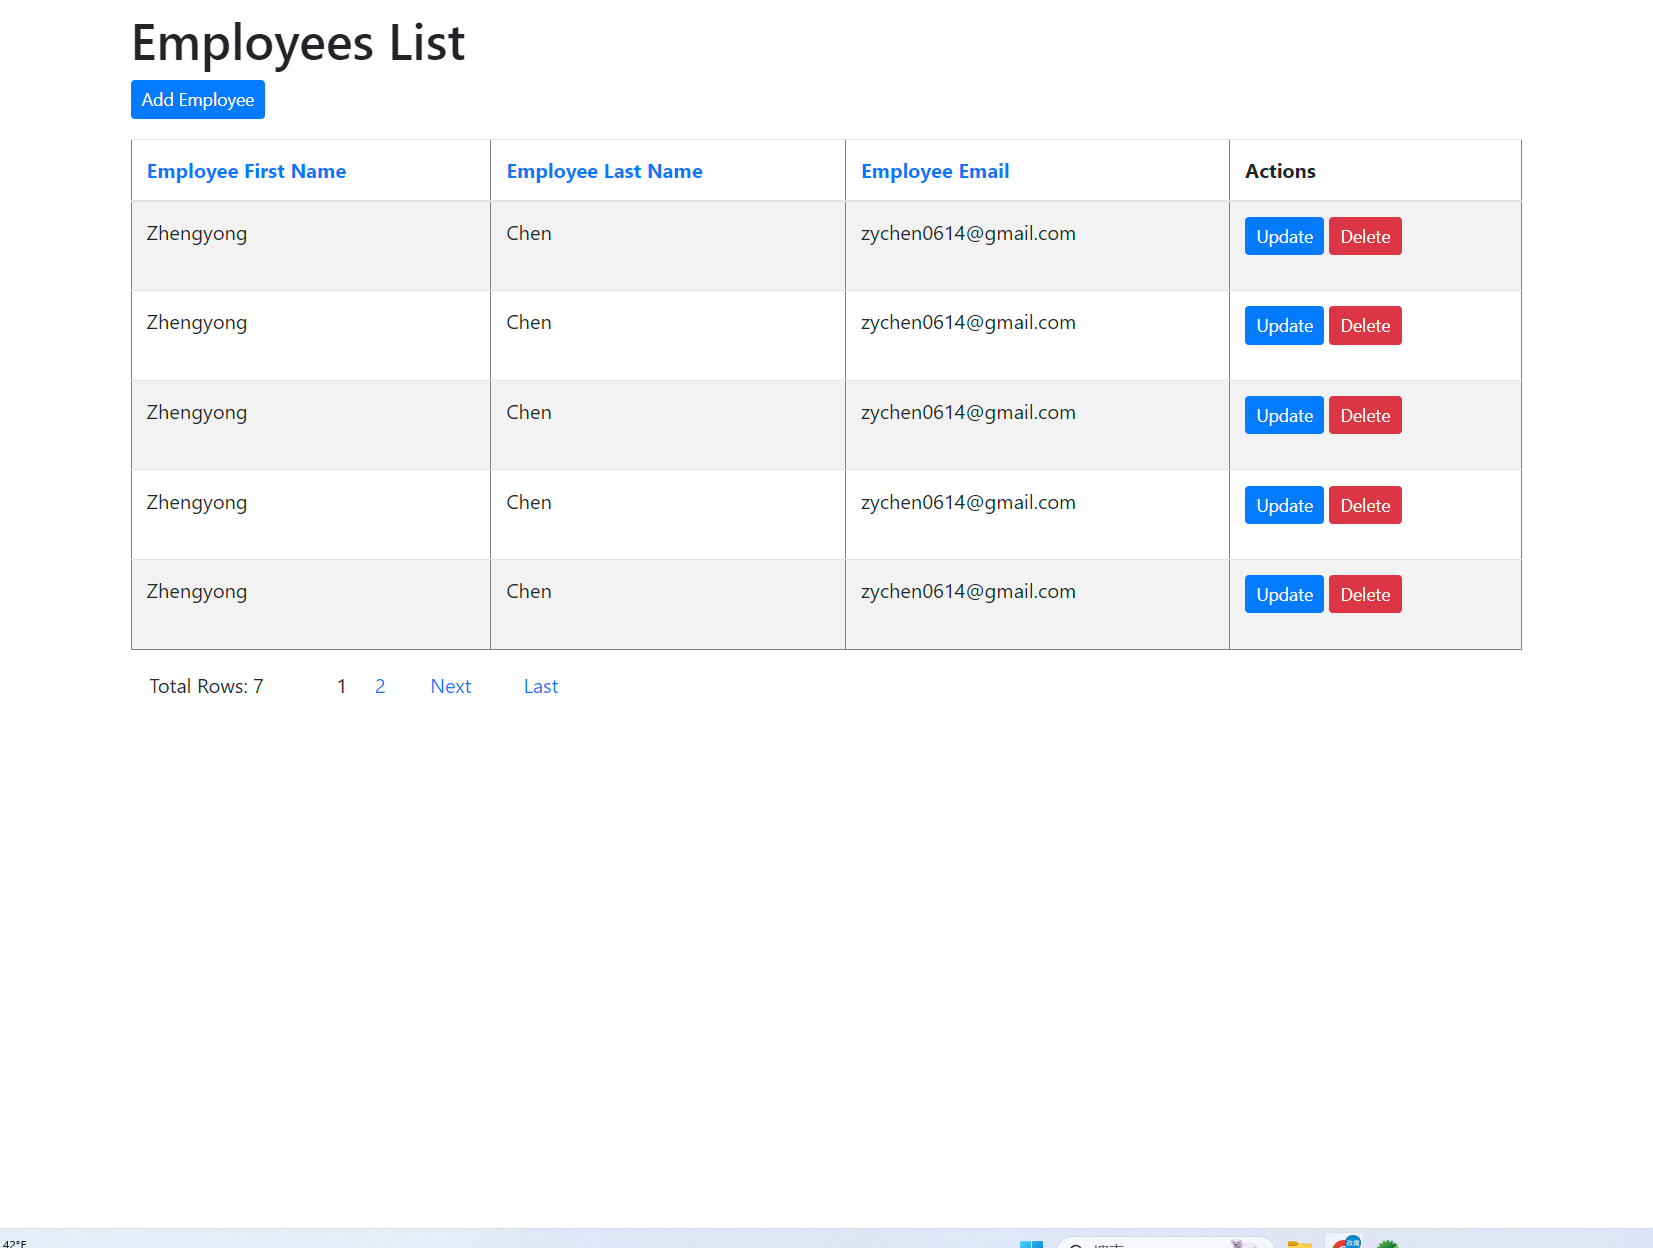 Employees List
Add Employee
Employee First Name Employee Last Name Employee Email Actions
Zhengyong Chen zychen0614@gmail.com Update Delete
Zhengyong Chen zychen0614@gmail.com Update Delete
Zhengyong Chen zychen0614@gmail.com Update Delete
Zhengyong Chen zychen0614@gmail.com Update Delete
Zhengyong Chen zychen0614@gmail.com Update Delete
Total Rows: 7 1 2 Next Last
42°F